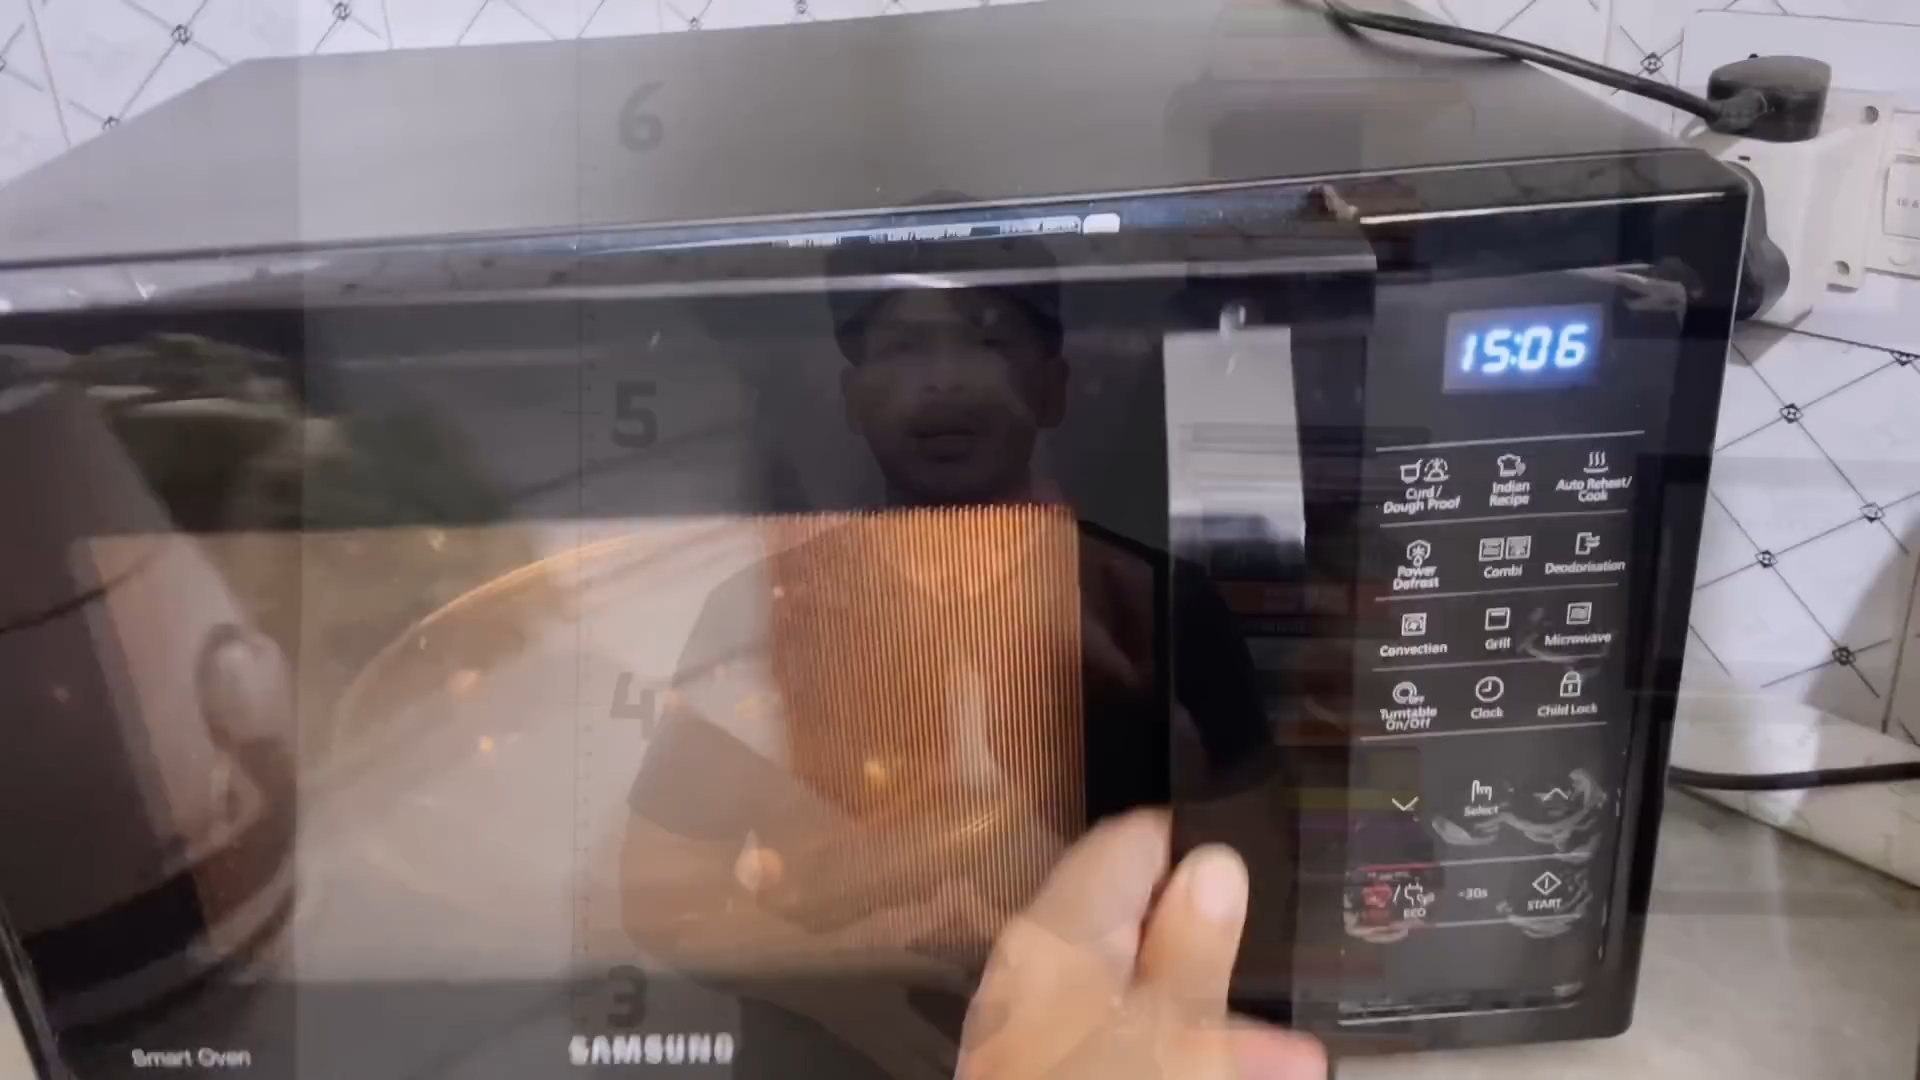 6
5
4
3
15:06
Curd /
Dough Proof
Indian
Recipe
Auto Reheat/
Cook
Power
Defrost
Combi
Deodorisation
Convection
Grill
Microwave
Turntable
On/Off
Clock
Child Lock
OFF
Select
/
ECO
+30s
START
SAMSUNG
Smart Oven